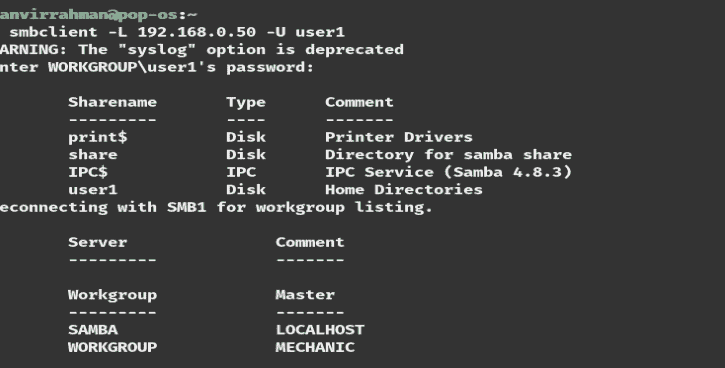 anvirrahman@pop-os:~
smbclient -L 192.168.0.50 -U user1
ARNING: The "syslog" option is deprecated
nter WORKGROUP\user1's password:
Sharename Type Comment
--------- ---- -------
print$ Disk Printer Drivers
share Disk Directory for samba share
IPC$ IPC IPC Service (Samba 4.8.3)
user1 Disk Home Directories
econnecting with SMB1 for workgroup listing.
Server Comment
--------- -------
Workgroup Master
--------- -------
SAMBA LOCALHOST
WORKGROUP MECHANIC